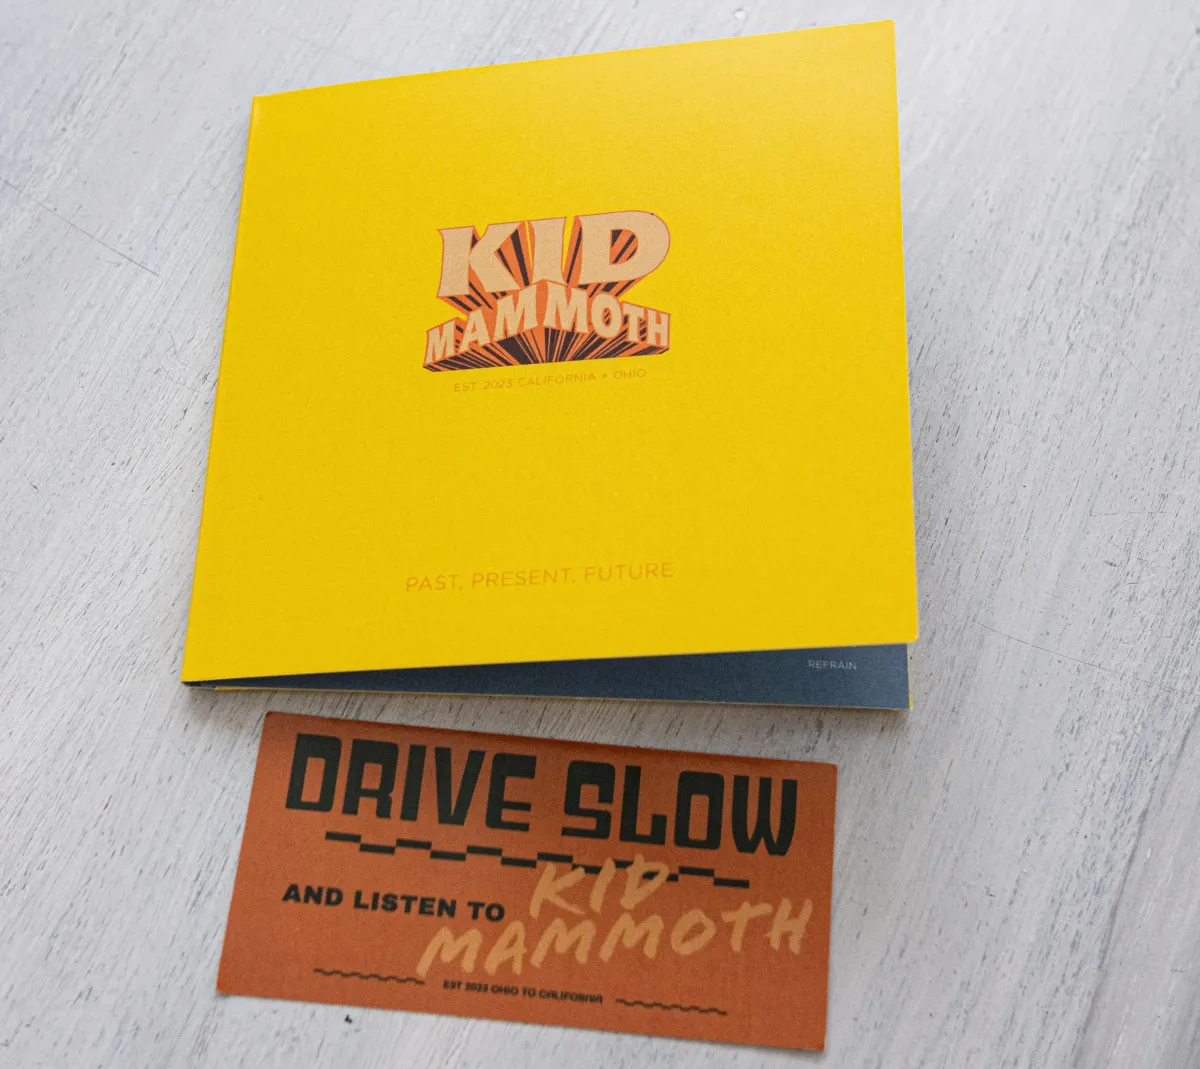 KID
MAMMOTH
EST 2023 CALIFORNIA + OHIO
PAST, PRESENT, FUTURE
REFRAIN
DRIVE SLOW
AND LISTEN TO KID
MAMMOTH
EST 2023 OHIO TO CALIFORNIA